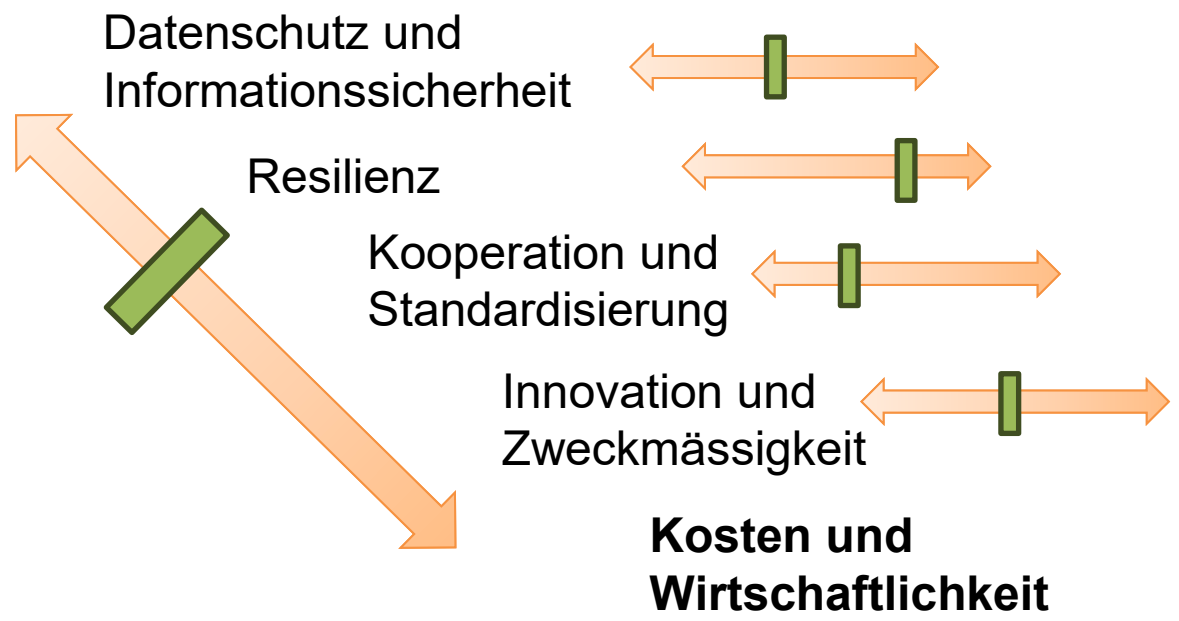 Datenschutz und
Informationssicherheit
Resilienz
Kooperation und
Standardisierung
Innovation und
Zweckmässigkeit
Kosten und
Wirtschaftlichkeit